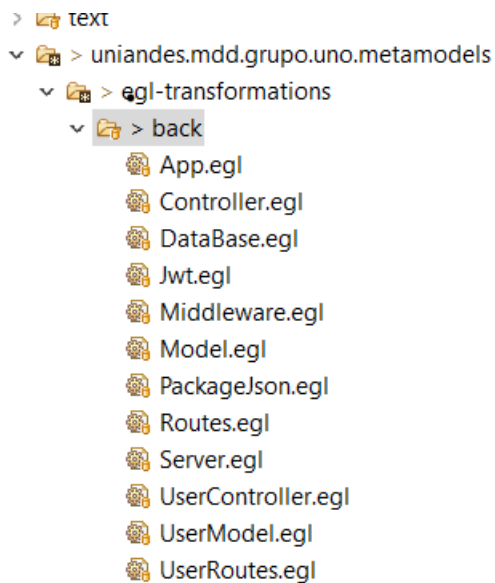 > text
> uniandes.mdd.grupo.uno.metamodels
> egl-transformations
> back
App.egl
Controller.egl
DataBase.egl
Jwt.egl
Middleware.egl
Model.egl
PackageJson.egl
Routes.egl
Server.egl
UserController.egl
UserModel.egl
UserRoutes.egl